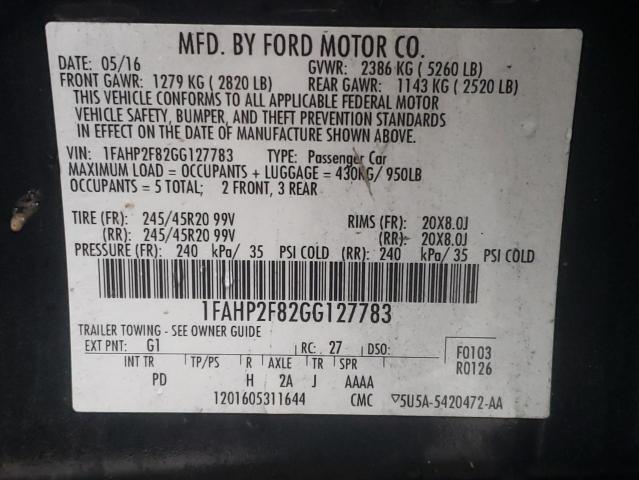 MFD. BY FORD MOTOR CO.
DATE: 05/16 GVWR: 2386 KG ( 5260 LB)
FRONT GAWR: 1279 KG ( 2820 LB) REAR GAWR: 1143 KG ( 2520 LB)
THIS VEHICLE CONFORMS TO ALL APPLICABLE FEDERAL MOTOR
VEHICLE SAFETY, BUMPER, AND THEFT PREVENTION STANDARDS
IN EFFECT ON THE DATE OF MANUFACTURE SHOWN ABOVE.
VIN: 1FAHP2F82GG127783 TYPE: Passenger Car
MAXIMUM LOAD = OCCUPANTS + LUGGAGE = 430KG/ 950LB
OCCUPANTS = 5 TOTAL; 2 FRONT, 3 REAR
TIRE (FR): 245/45R20 99V RIMS (FR): 20X8.0J
(RR): 245/45R20 99V (RR): 20X8.0J
PRESSURE (FR): 240 kPa/ 35 PSI COLD (RR): 240 kPa/ 35 PSI COLD
1FAHP2F82GG127783
TRAILER TOWING - SEE OWNER GUIDE
EXT PNT: G1 RC: 27 DSO: F0103
INT TR TP/PS R AXLE TR SPR R0126
PD H 2A J AAAA
1201605311644 CMC ▽5U5A-5420472-AA